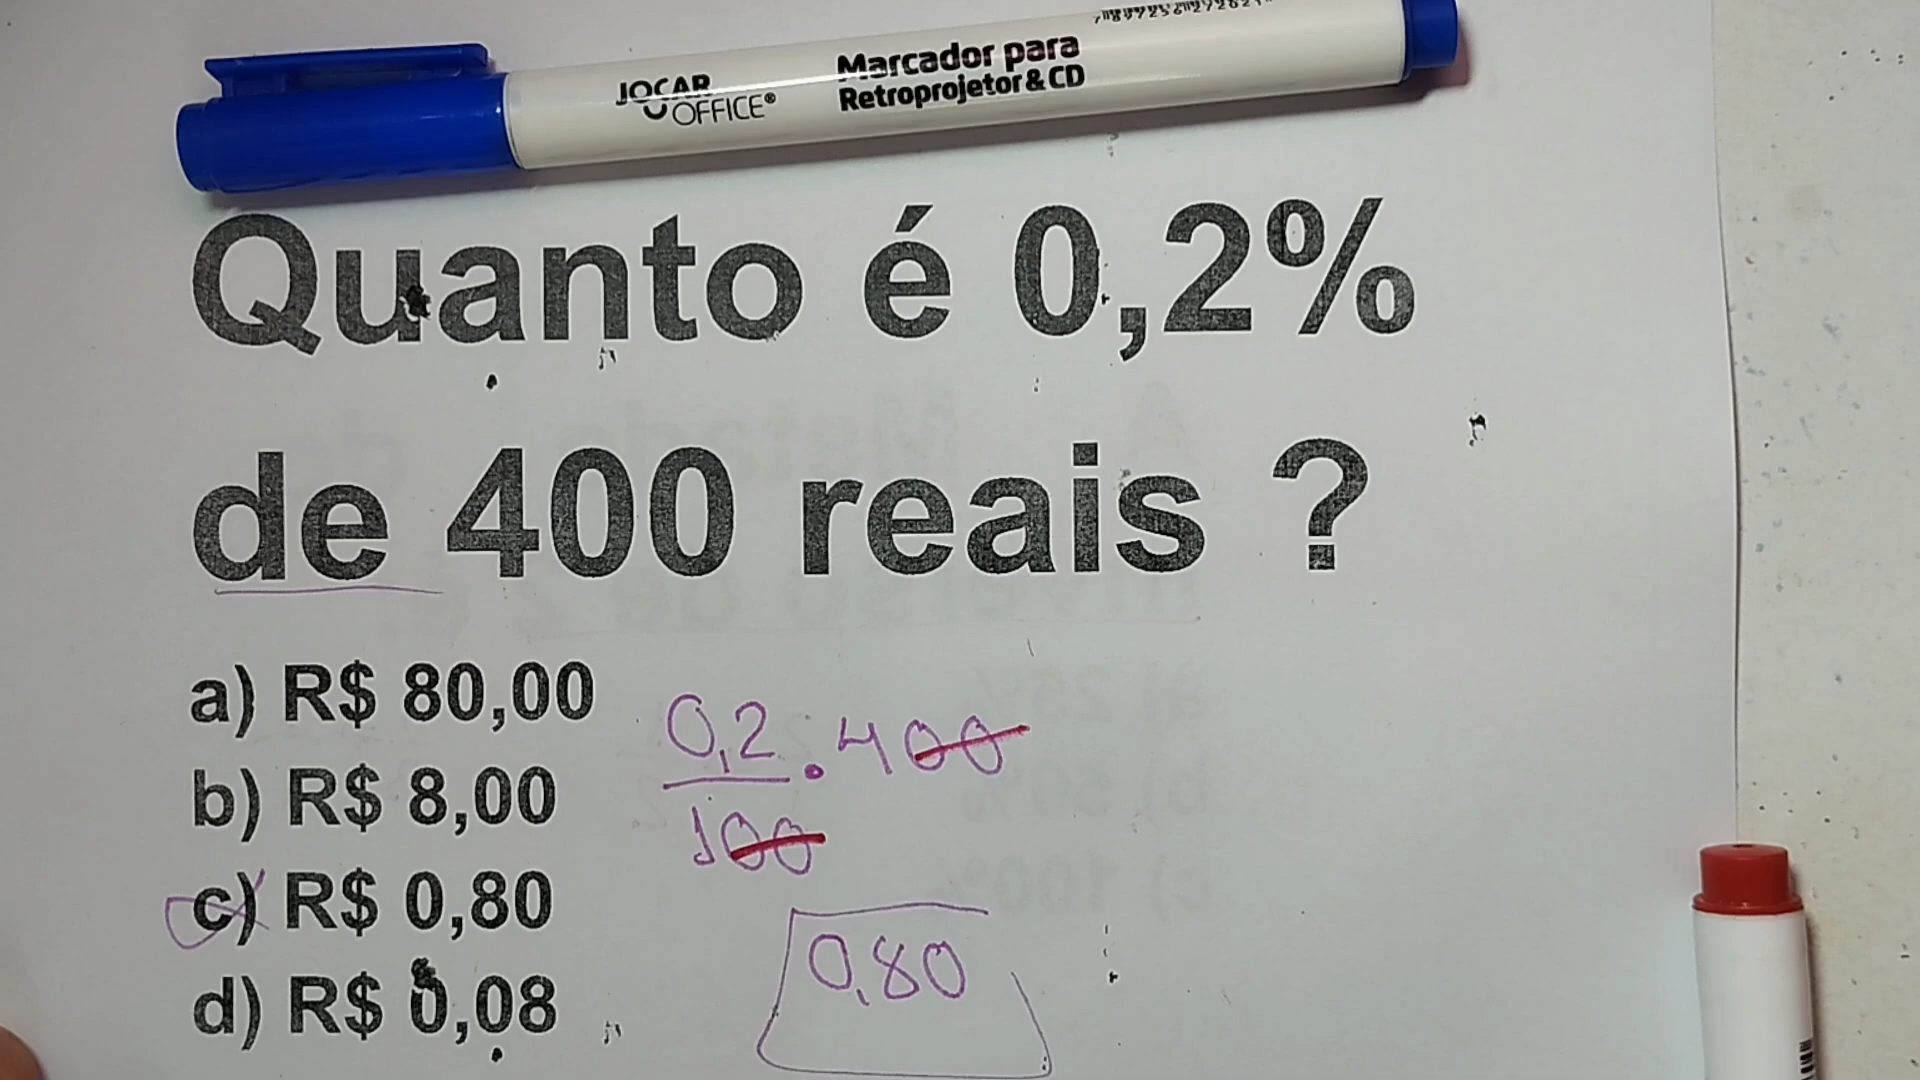 JOCAR OFFICE®
Marcador para
Retroprojetor & CD
Quanto é 0,2%
de 400 reais ?
a) R$ 80,00
b) R$ 8,00
c) R$ 0,80
d) R$ 0,08
0,2 . 400
100
0,80